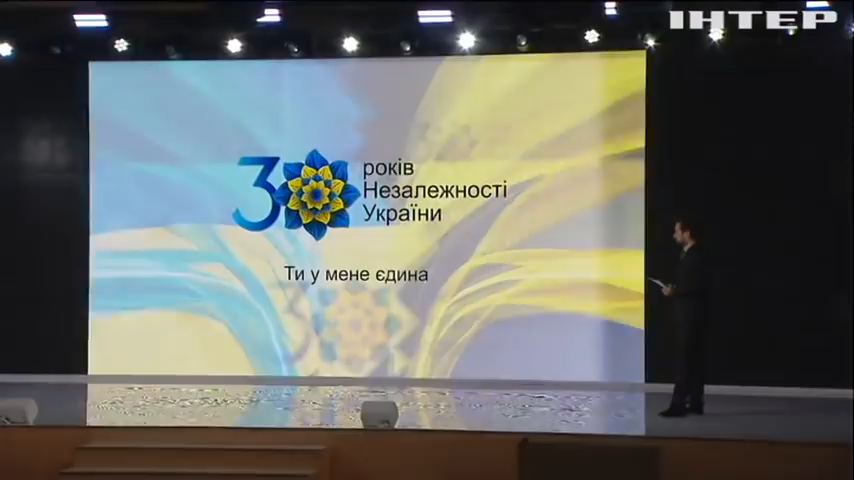 ІНТЕР
30 років
Незалежності
України
Ти у мене єдина